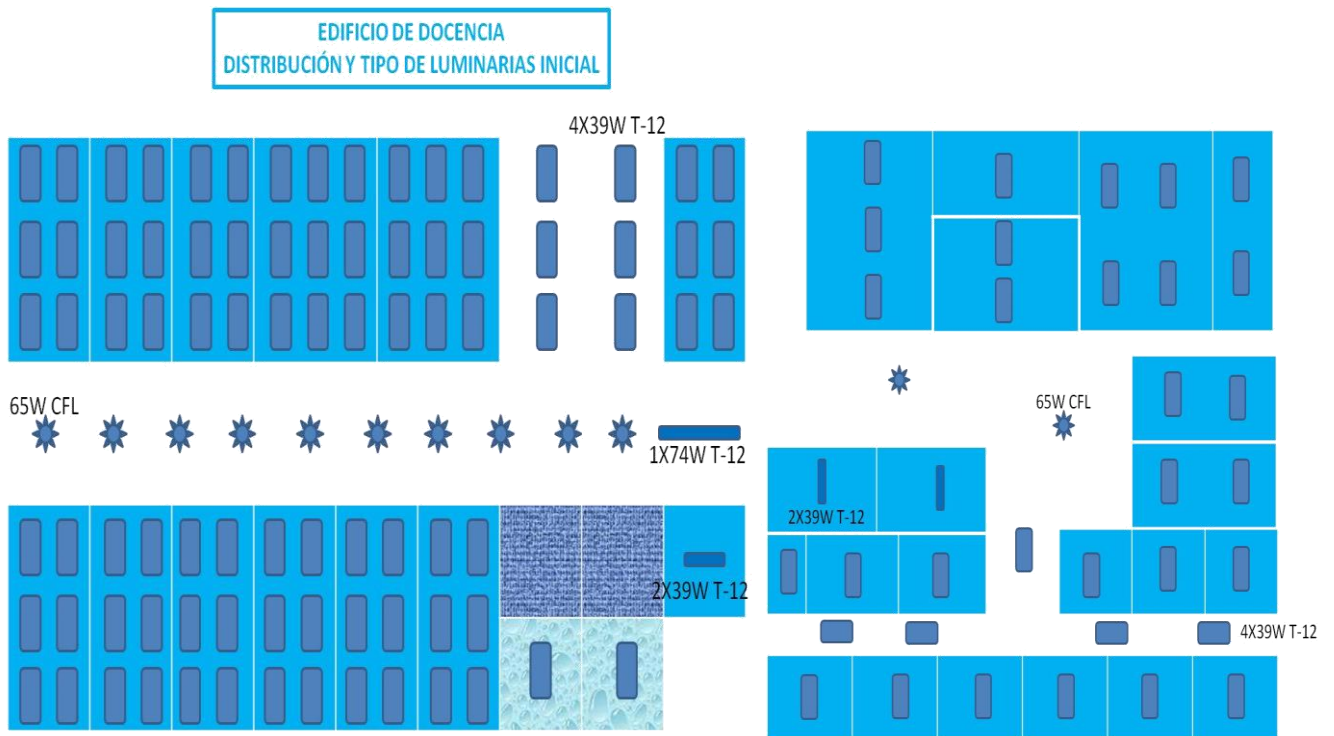 EDIFICIO DE DOCENCIA
DISTRIBUCIÓN Y TIPO DE LUMINARIAS INICIAL
4X39W T-12
65W CFL
1X74W T-12
2X39W T-12
65W CFL
2X39W T-12
4X39W T-12